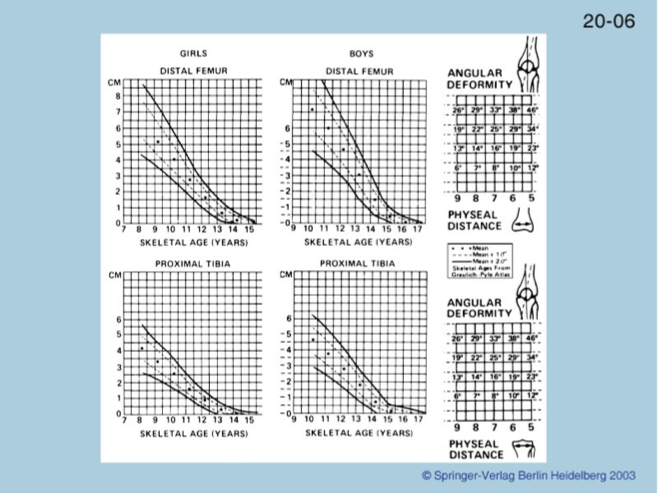 20-06
GIRLS
DISTAL FEMUR
CM
8
7
6
5
4
3
2
1
0
7 8 9 10 11 12 13 14 15
SKELETAL AGE (YEARS)
BOYS
DISTAL FEMUR
CM
6
5
4
3
2
1
0
9 10 11 12 13 14 15 16 17
SKELETAL AGE (YEARS)
ANGULAR
DEFORMITY
26° 29° 33° 38° 46°
19° 22° 25° 29° 34°
13° 14° 16° 19° 23°
6° 7° 8° 10° 12°
9 8 7 6 5
PHYSEAL
DISTANCE
Mean
Mean ± 1σ
Mean ± 2σ
Skeletal Ages From
Greulich-Pyle Atlas
PROXIMAL TIBIA
CM
6
5
4
3
2
1
0
7 8 9 10 11 12 13 14 15
SKELETAL AGE (YEARS)
PROXIMAL TIBIA
CM
6
5
4
3
2
1
0
9 10 11 12 13 14 15 16 17
SKELETAL AGE (YEARS)
ANGULAR
DEFORMITY
26° 29° 33° 38° 46°
19° 22° 25° 29° 34°
13° 14° 16° 19° 23°
6° 7° 8° 10° 12°
9 8 7 6 5
PHYSEAL
DISTANCE
© Springer-Verlag Berlin Heidelberg 2003